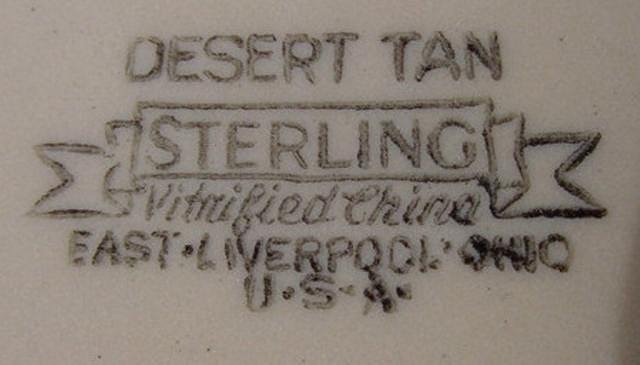 DESERT TAN
STERLING
Vitrified China
EAST·LIVERPOOL·OHIO
U·S·A·